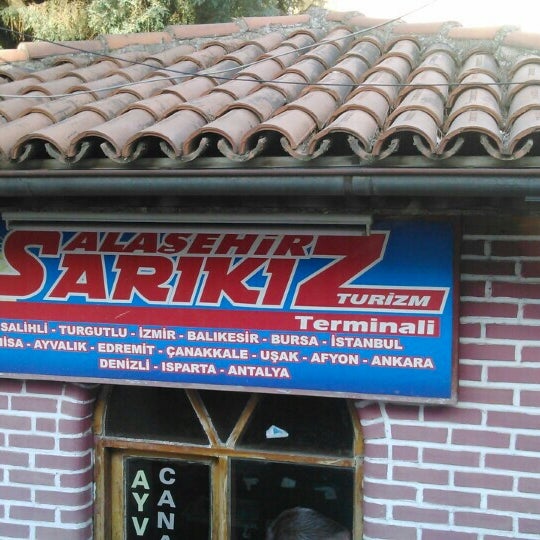 ALAŞEHİR
SARIKIZ
TURİZM
Terminali
SALİHLİ - TURGUTLU - İZMİR - BALIKESİR - BURSA - İSTANBUL
İSA - AYVALIK - EDREMİT - ÇANAKKALE - UŞAK - AFYON - ANKARA
DENİZLİ - ISPARTA - ANTALYA
AYV
CANA